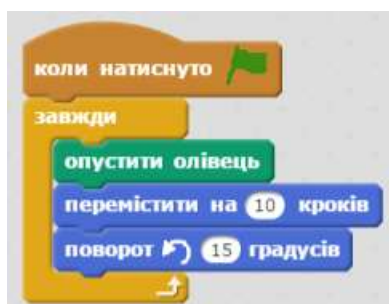 коли натиснуто
завжди
опустити олівець
перемістити на 10 кроків
поворот 15 градусів